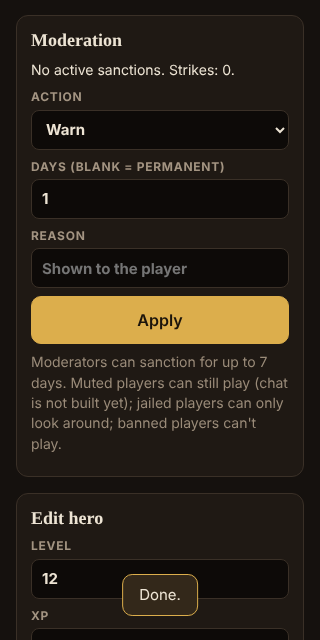 Moderation
No active sanctions. Strikes: 0.
ACTION
Warn
DAYS (BLANK = PERMANENT)
1
REASON
Shown to the player
Apply
Moderators can sanction for up to 7
days. Muted players can still play (chat
is not built yet); jailed players can only
look around; banned players can't
play.
Edit hero
LEVEL
12
Done.
XP